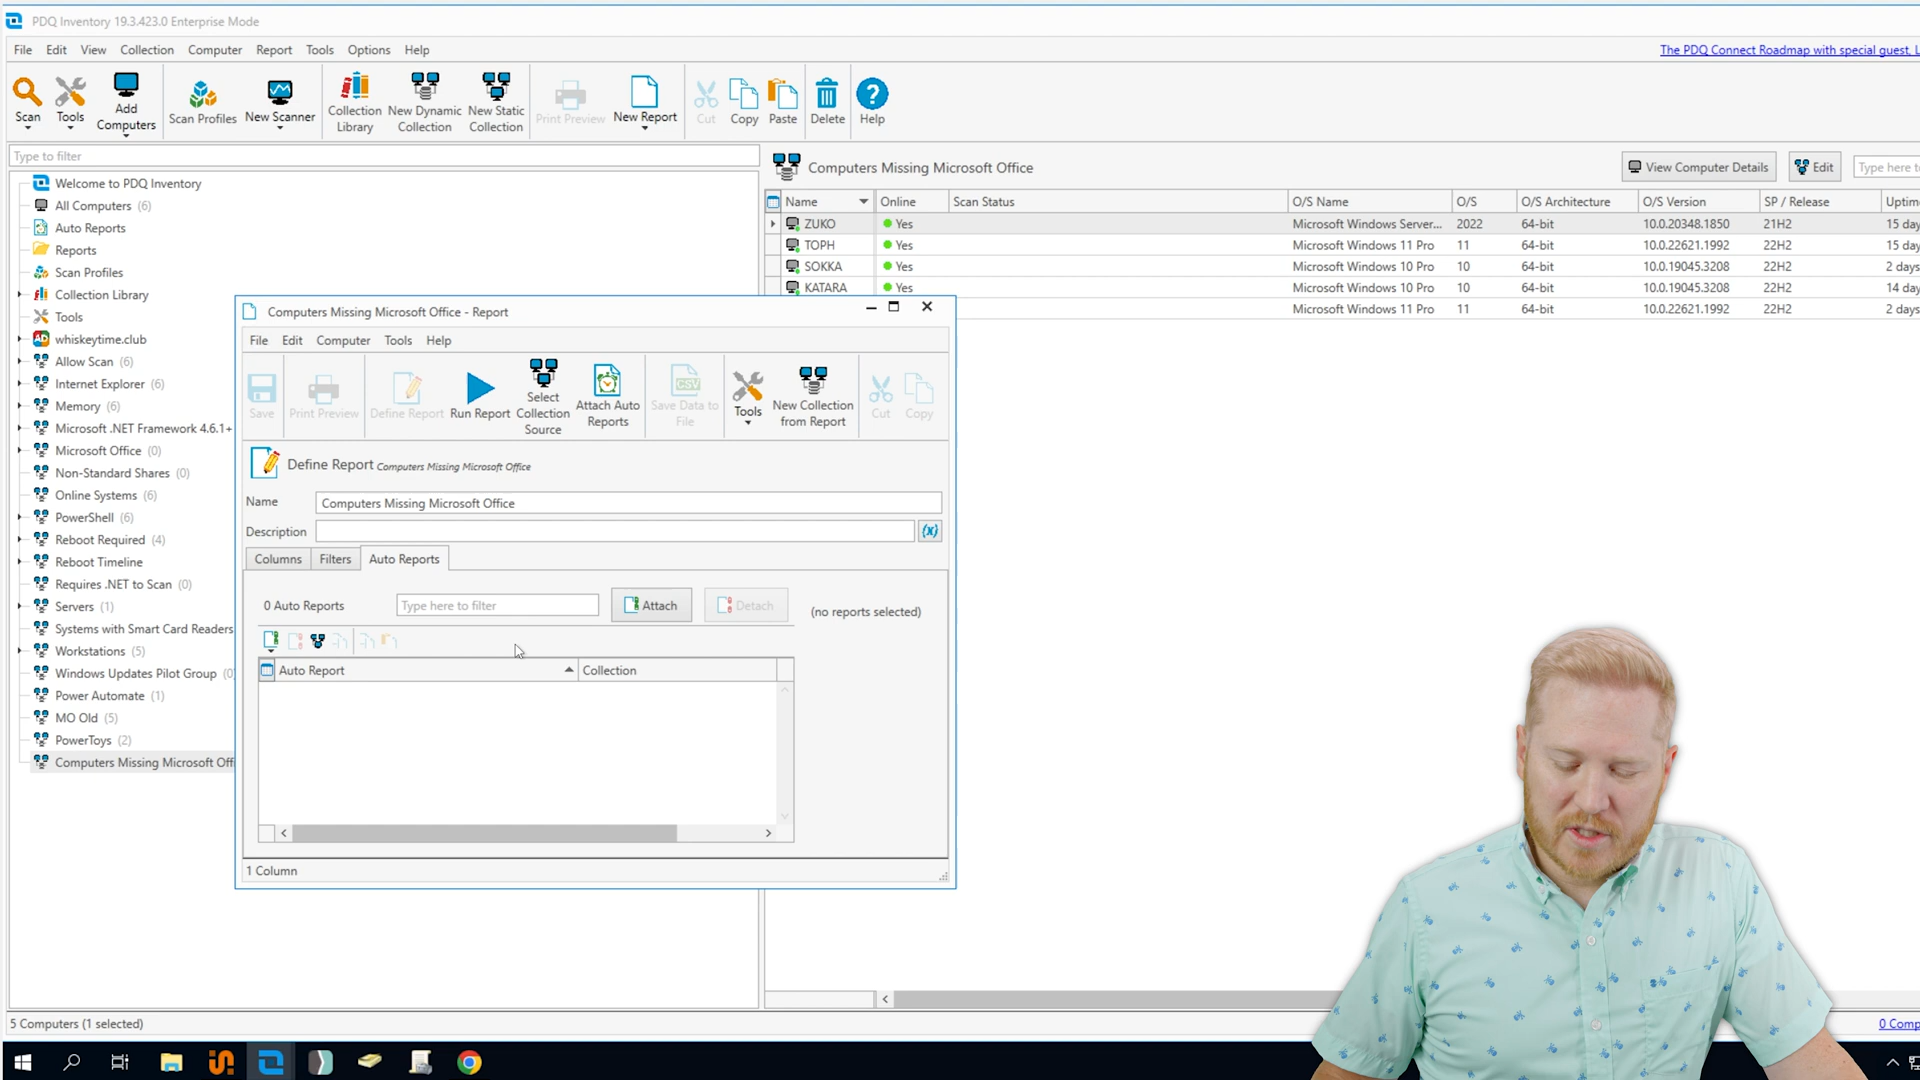 PDQ Inventory 19.3.423.0 Enterprise Mode
File Edit View Collection Computer Report Tools Options Help
The PDQ Connect Roadmap with special guest,
Scan
Tools
Add Computers
Scan Profiles
New Scanner
Collection Library
New Dynamic Collection
New Static Collection
Print Preview
New Report
Cut
Copy
Paste
Delete
Help
Type to filter
Welcome to PDQ Inventory
All Computers (6)
Auto Reports
Reports
Scan Profiles
Collection Library
Tools
whiskeytime.club
Allow Scan (6)
Internet Explorer (6)
Memory (6)
Microsoft .NET Framework 4.6.1+
Microsoft Office (0)
Non-Standard Shares (0)
Online Systems (6)
PowerShell (6)
Reboot Required (4)
Reboot Timeline
Requires .NET to Scan (0)
Servers (1)
Systems with Smart Card Readers
Workstations (5)
Windows Updates Pilot Group (0
Power Automate (1)
MO Old (5)
PowerToys (2)
Computers Missing Microsoft Offi
Computers Missing Microsoft Office
View Computer Details
Edit
Type here to
Name Online Scan Status O/S Name O/S O/S Architecture O/S Version SP / Release Uptim
ZUKO Yes Microsoft Windows Server... 2022 64-bit 10.0.20348.1850 21H2 15 day
TOPH Yes Microsoft Windows 11 Pro 11 64-bit 10.0.22621.1992 22H2 15 day
SOKKA Yes Microsoft Windows 10 Pro 10 64-bit 10.0.19045.3208 22H2 2 days
KATARA Yes Microsoft Windows 10 Pro 10 64-bit 10.0.19045.3208 22H2 14 day
Microsoft Windows 11 Pro 11 64-bit 10.0.22621.1992 22H2 2 days
Computers Missing Microsoft Office - Report
File Edit Computer Tools Help
Save
Print Preview
Define Report
Run Report
Select Collection Source
Attach Auto Reports
CSV
Save Data to File
Tools
New Collection from Report
Cut
Copy
Define Report Computers Missing Microsoft Office
Name Computers Missing Microsoft Office
Description {x}
Columns Filters Auto Reports
0 Auto Reports Type here to filter Attach Detach (no reports selected)
Auto Report Collection
1 Column
5 Computers (1 selected)
0 Comp